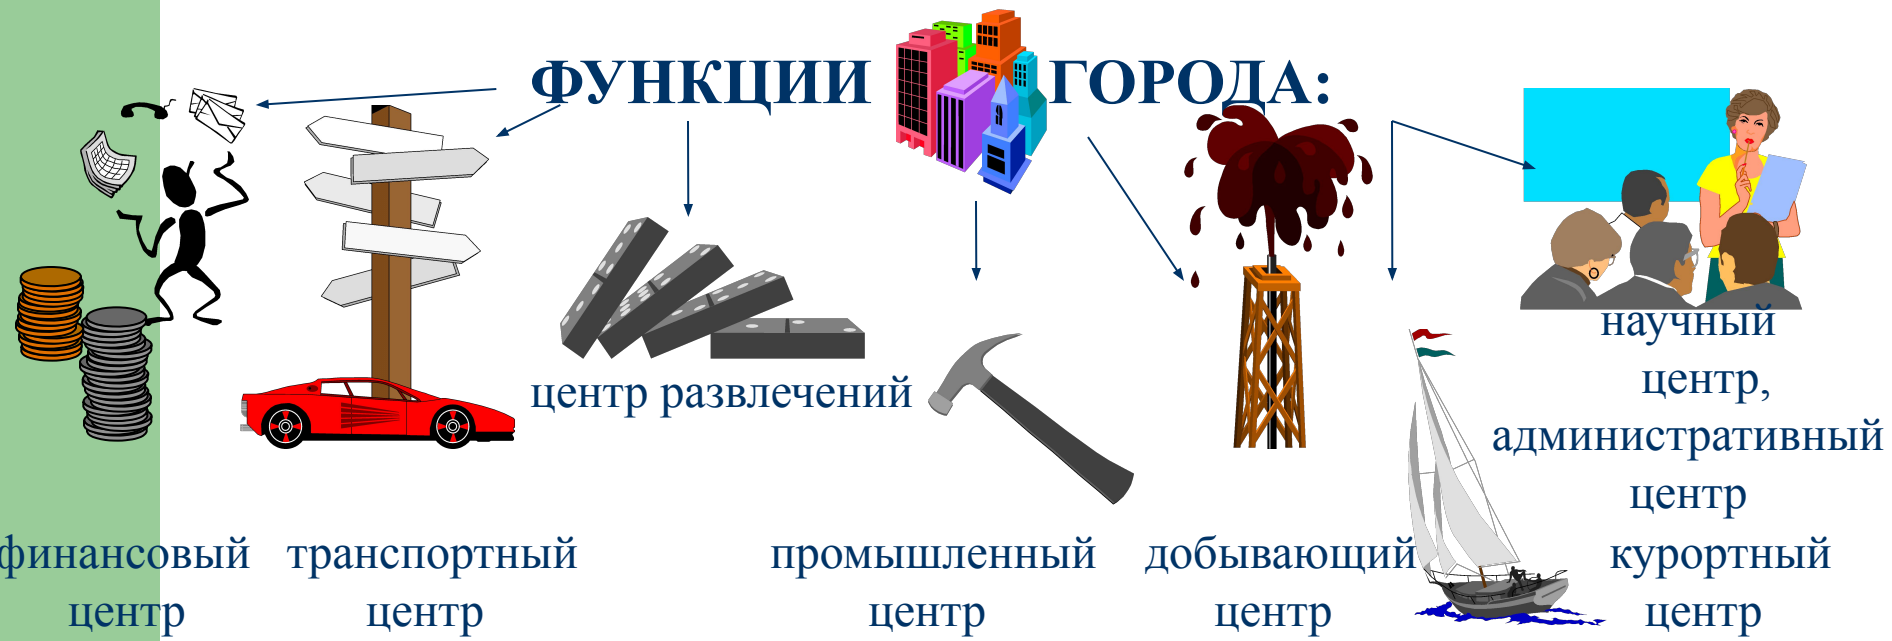 ФУНКЦИИ ГОРОДА:
центр развлечений
научный
центр,
административный
центр
финансовый
центр
транспортный
центр
промышленный
центр
добывающий
центр
курортный
центр